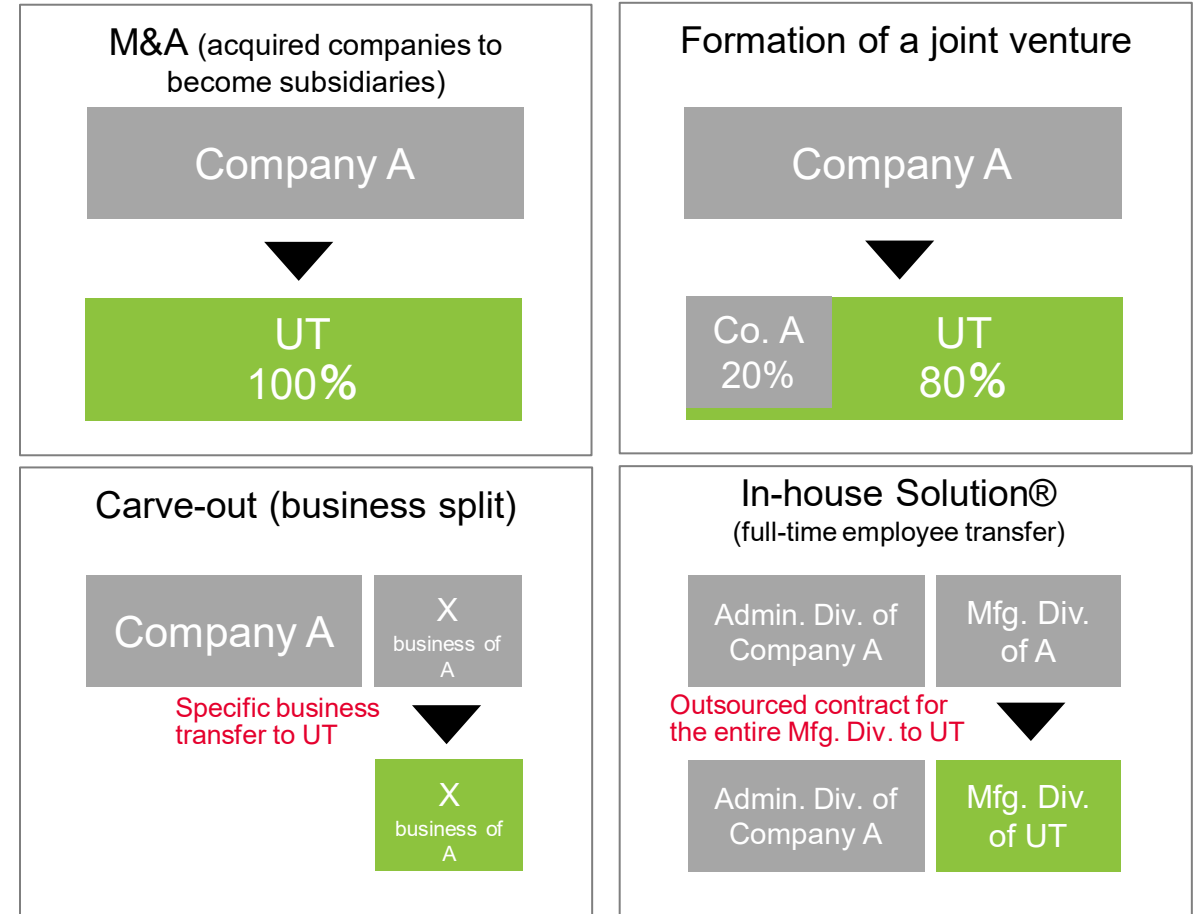 M&A (acquired companies to
become subsidiaries)
Company A
UT
100%
Formation of a joint venture
Company A
Co. A
20%
UT
80%
Carve-out (business split)
Company A
X
business of
A
Specific business
transfer to UT
X
business of
A
In-house Solution®
(full-time employee transfer)
Admin. Div. of
Company A
Mfg. Div.
of A
Outsourced contract for
the entire Mfg. Div. to UT
Admin. Div. of
Company A
Mfg. Div.
of UT